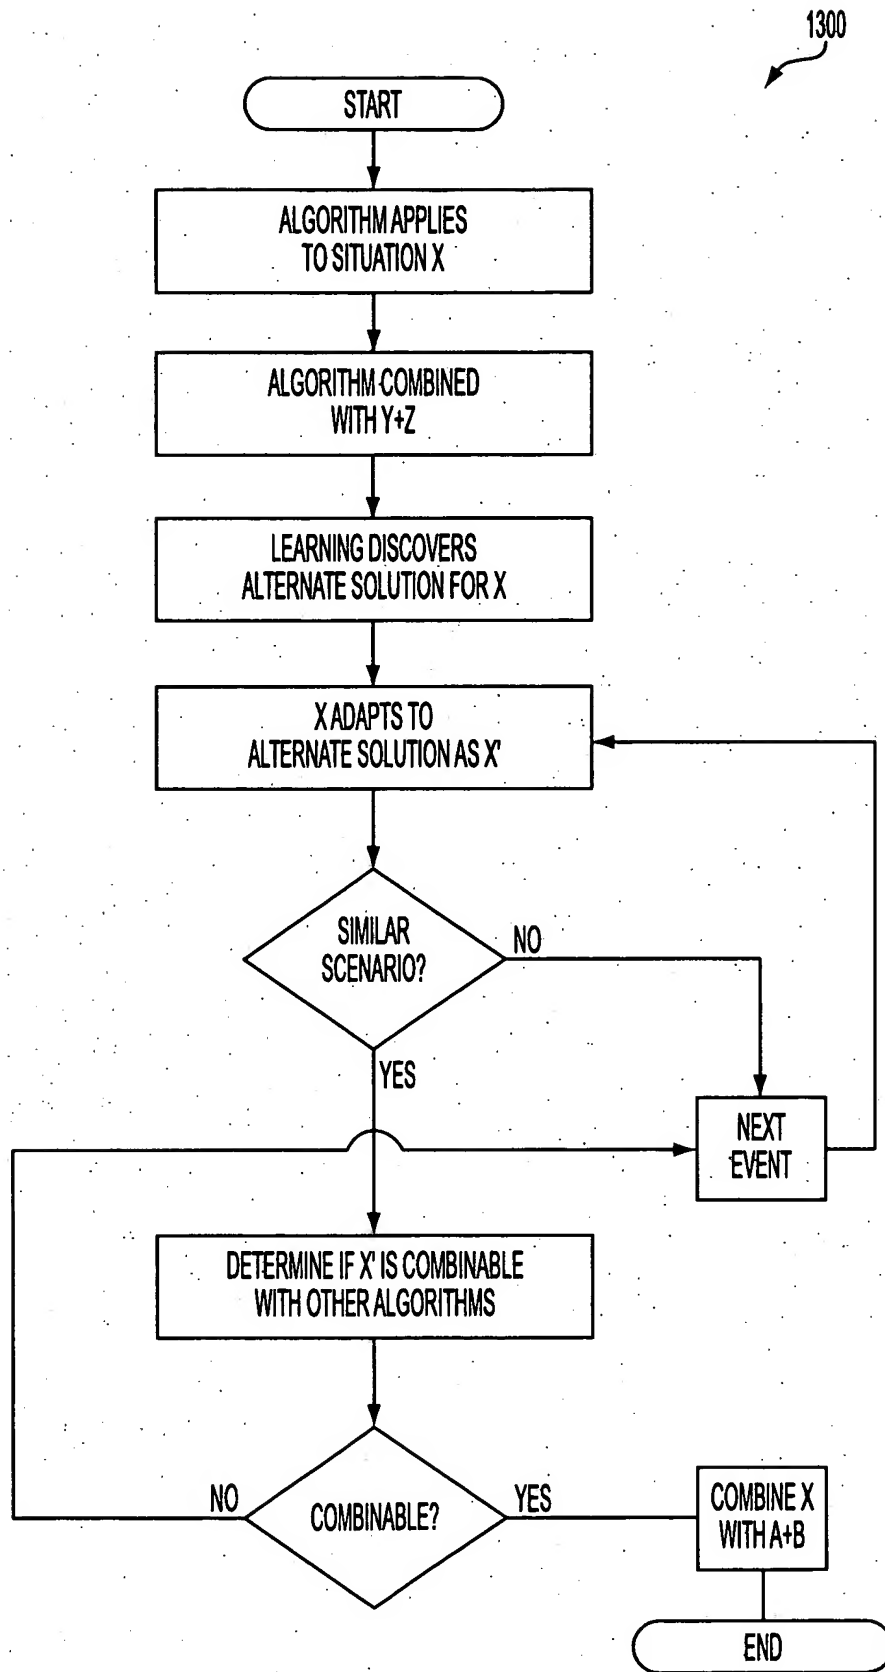 1300
START
ALGORITHM APPLIES
TO SITUATION X
ALGORITHM COMBINED
WITH Y+Z
LEARNING DISCOVERS
ALTERNATE SOLUTION FOR X
X ADAPTS TO
ALTERNATE SOLUTION AS X'
SIMILAR
SCENARIO?
NO
YES
NEXT
EVENT
DETERMINE IF X' IS COMBINABLE
WITH OTHER ALGORITHMS
NO
COMBINABLE?
YES
COMBINE X
WITH A+B
END